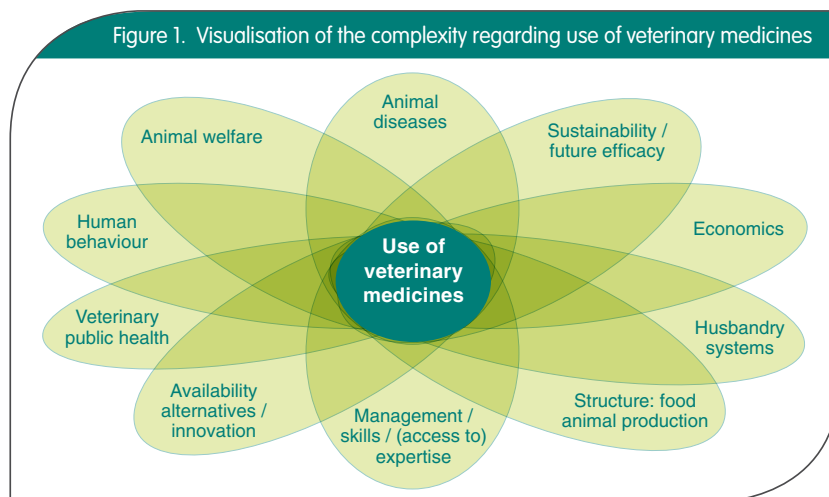 Figure 1. Visualisation of the complexity regarding use of veterinary medicines
Animal
diseases
Animal welfare
Sustainability /
future efficacy
Human
behaviour
Economics
Use of
veterinary
medicines
Veterinary
public health
Husbandry
systems
Availability
alternatives /
innovation
Management /
skills / (access to)
expertise
Structure: food
animal production